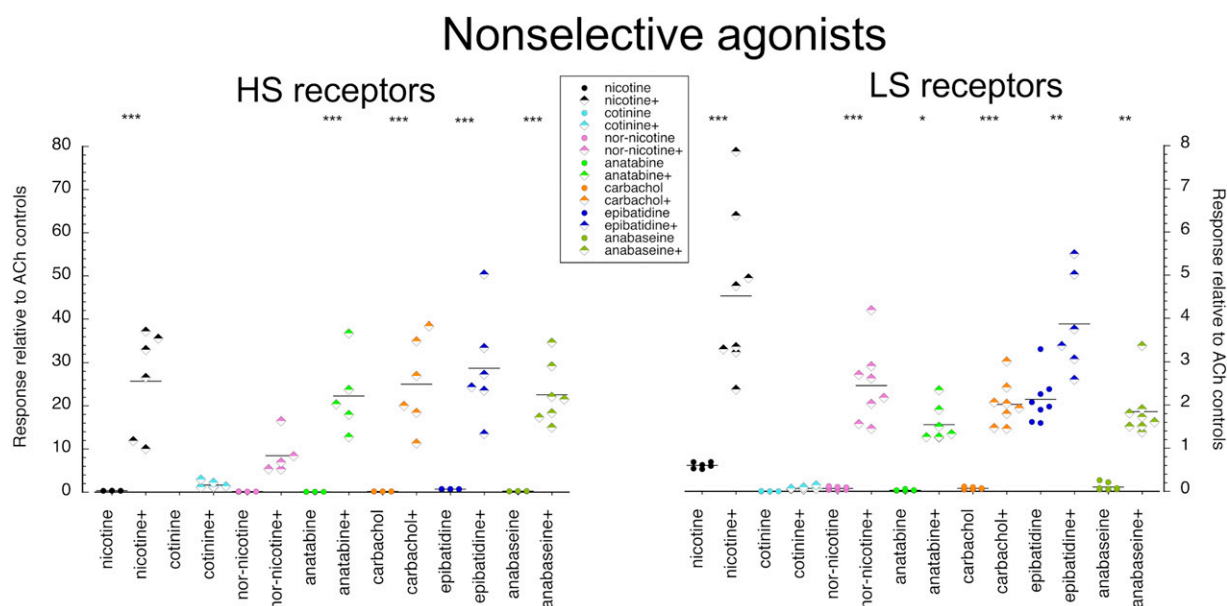 Nonselective agonists
HS receptors
LS receptors
nicotine
nicotine+
cotinine
cotinine+
nor-nicotine
nor-nicotine+
anatabine
anatabine+
carbachol
carbachol+
epibatidine
epibatidine+
anabaseine
anabaseine+
*** *** *** *** ***
*** *** * *** ** **
Response relative to ACh controls
80
70
60
50
40
30
20
10
0
nicotine
nicotine+
cotinine
cotinine+
nor-nicotine
nor-nicotine+
anatabine
anatabine+
carbachol
carbachol+
epibatidine
epibatidine+
anabaseine
anabaseine+
8
7
6
5
4
3
2
1
0
Response relative to ACh controls
nicotine
nicotine+
cotinine
cotinine+
nor-nicotine
nor-nicotine+
anatabine
anatabine+
carbachol
carbachol+
epibatidine
epibatidine+
anabaseine
anabaseine+